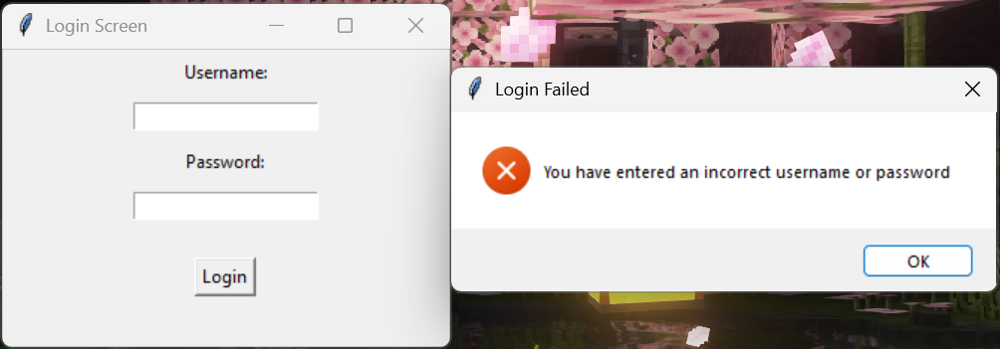 Login Screen
Username:
Password:
Login
Login Failed
You have entered an incorrect username or password
OK